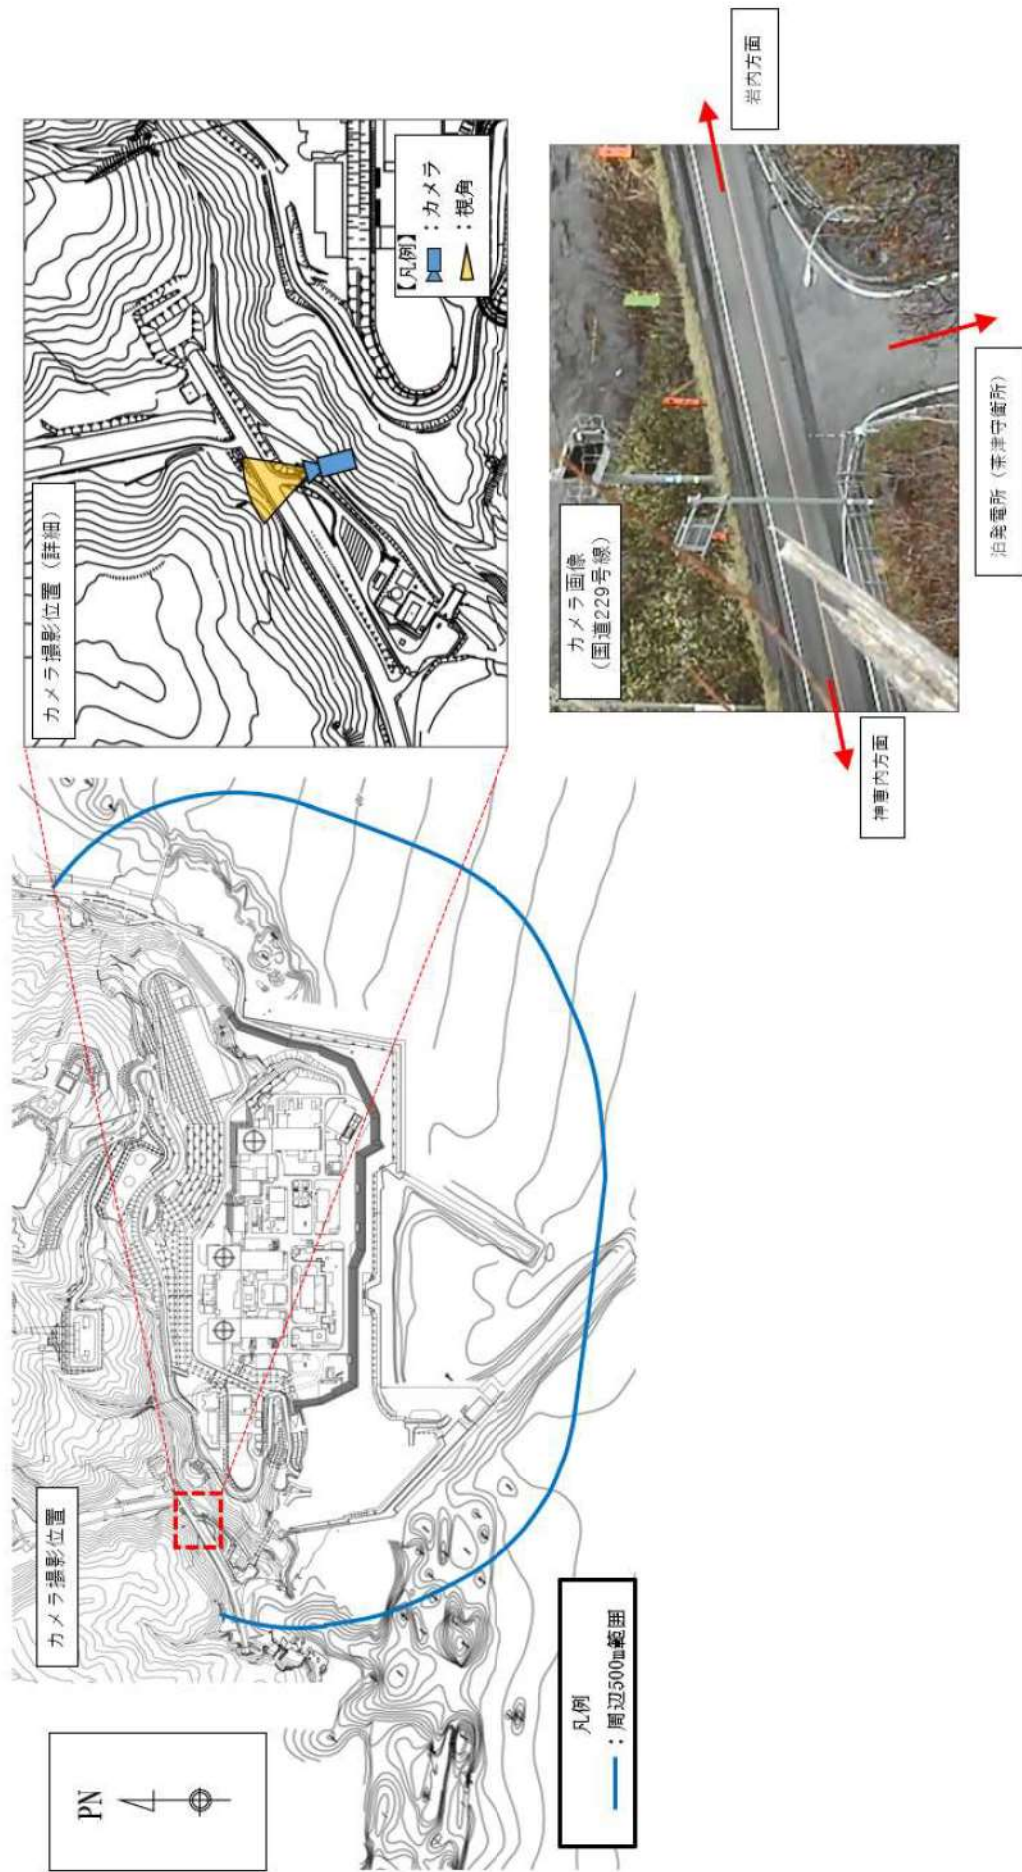 PN
カメラ撮影位置
凡例
：周辺500m範囲
カメラ撮影位置（詳細）
【凡例】
：カメラ
：視角
カメラ画像
（国道229号線）
神恵内方面
岩内方面
泊発電所（茶津守衛所）